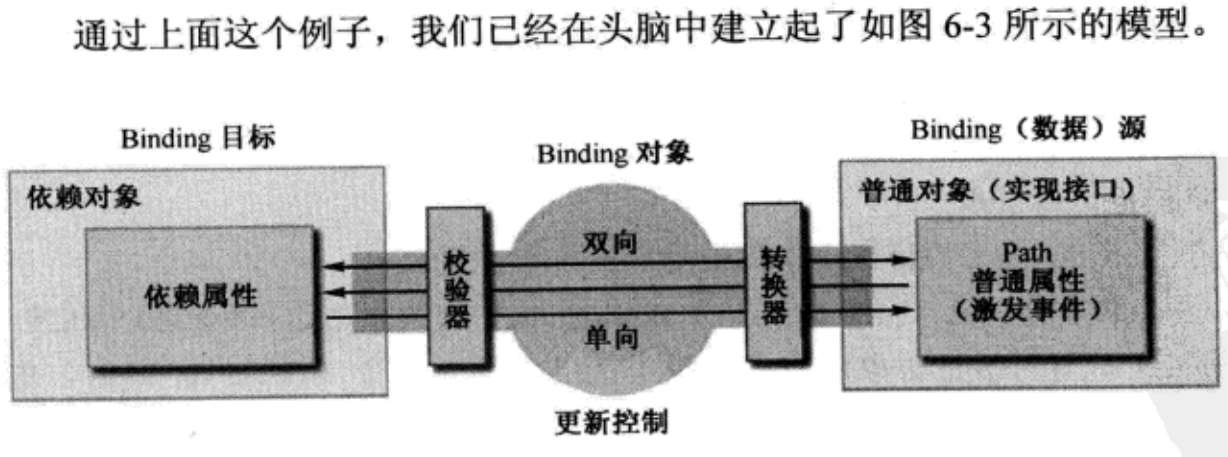 通过上面这个例子，我们已经在头脑中建立起了如图 6-3 所示的模型。
Binding 目标
Binding 对象
Binding（数据）源
依赖对象
普通对象（实现接口）
依赖属性
校验器
双向
单向
转换器
Path
普通属性
（激发事件）
更新控制